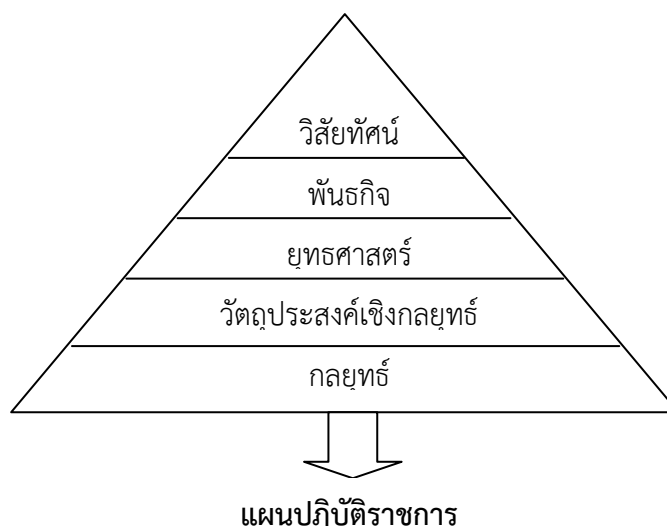 วิสัยทัศน์
พันธกิจ
ยุทธศาสตร์
วัตถุประสงค์เชิงกลยุทธ์
กลยุทธ์
แผนปฏิบัติราชการ